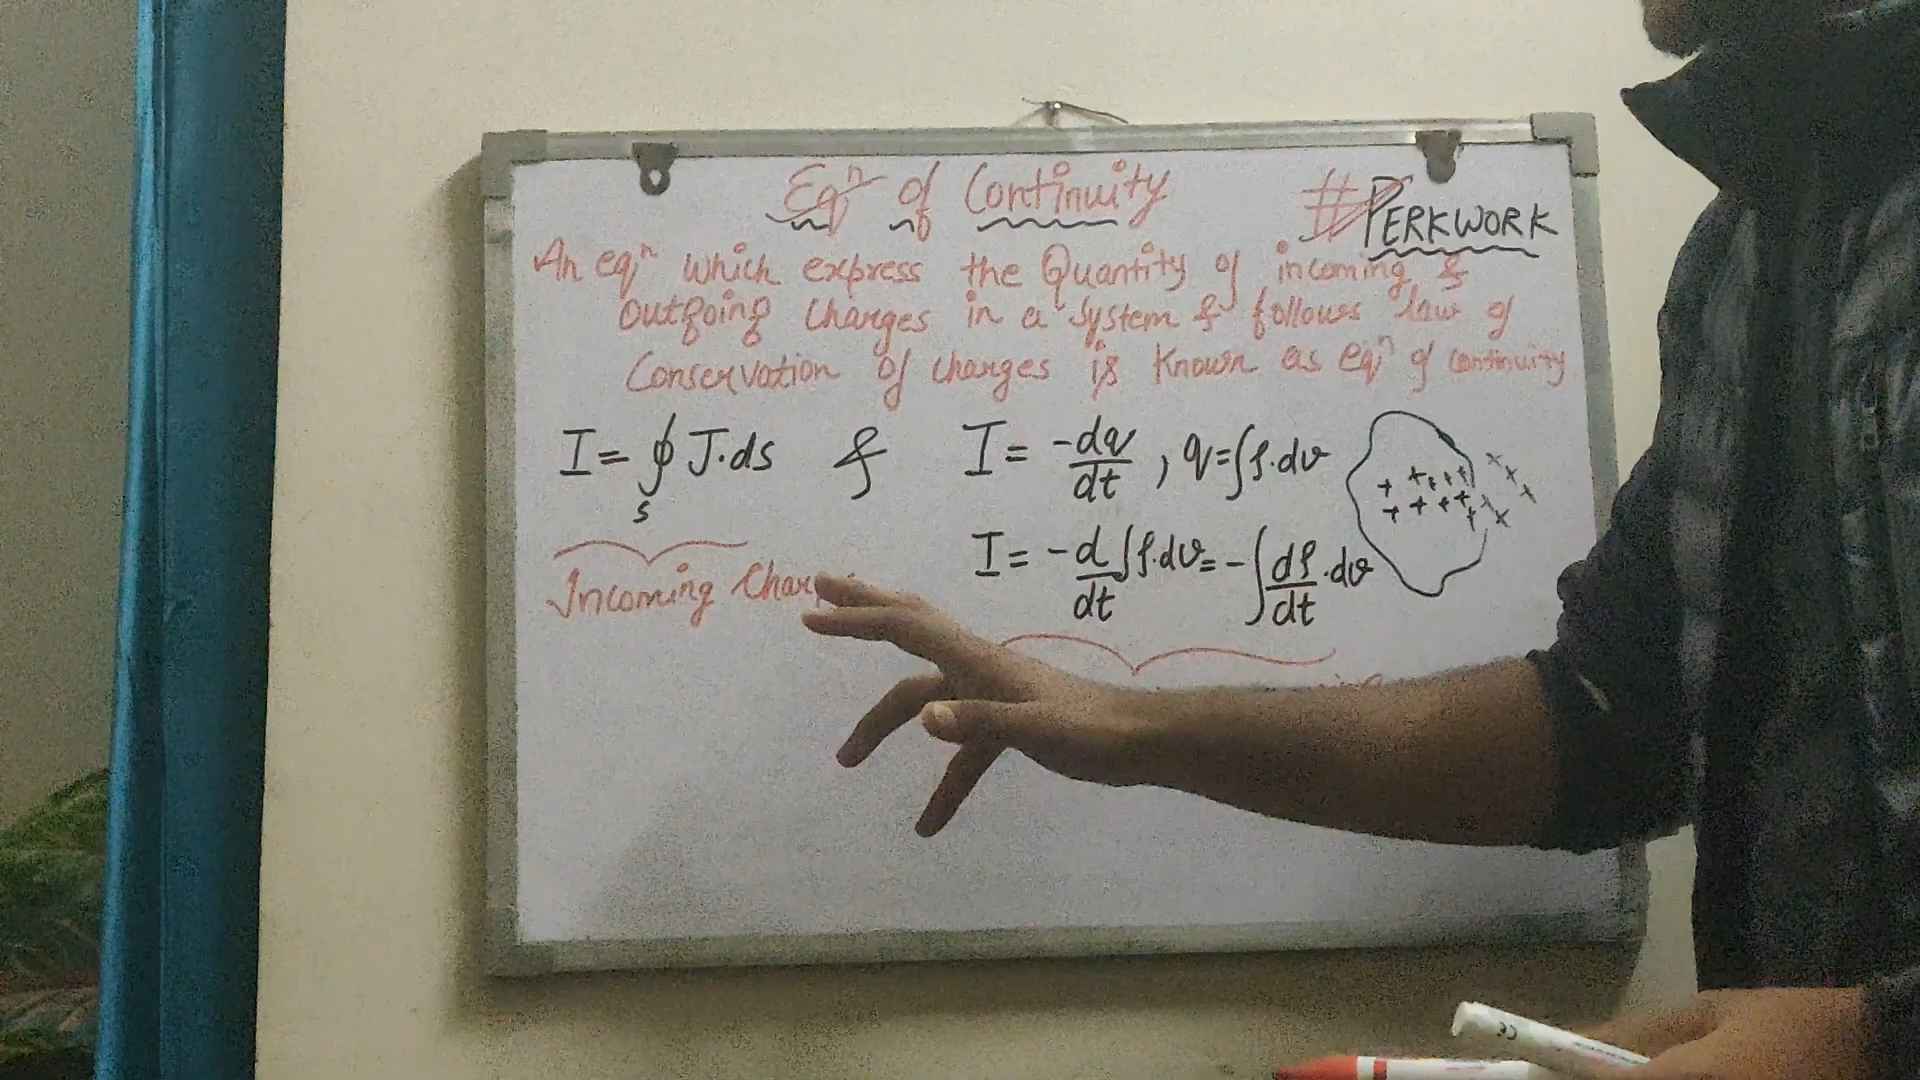 Eqⁿ of Continuity
#PERKWORK
An eqⁿ which express the Quantity of incoming &
outgoing charges in a system & follows law of
Conservation of charges is known as eqⁿ of continuity
I = ∮ J.ds & I = -dq/dt , q = ∫ρ.dv
s
I = -d/dt ∫ρ.dv = -∫dρ/dt .dv
Incoming